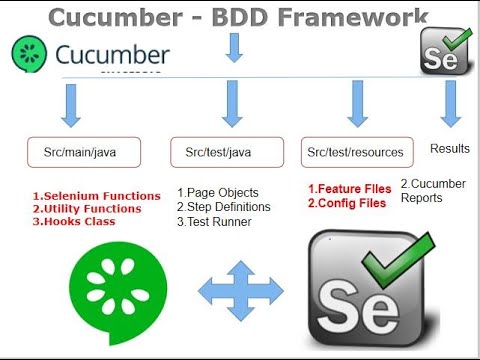 Cucumber - BDD Framework
Cucumber
Se
Src/main/java
Src/test/java
Src/test/resources
Results
1.Selenium Functions
2.Utility Functions
3.Hooks Class
1.Page Objects
2.Step Definitions
3.Test Runner
1.Feature FIles
2.Config Files
2.Cucumber
Reports
Se